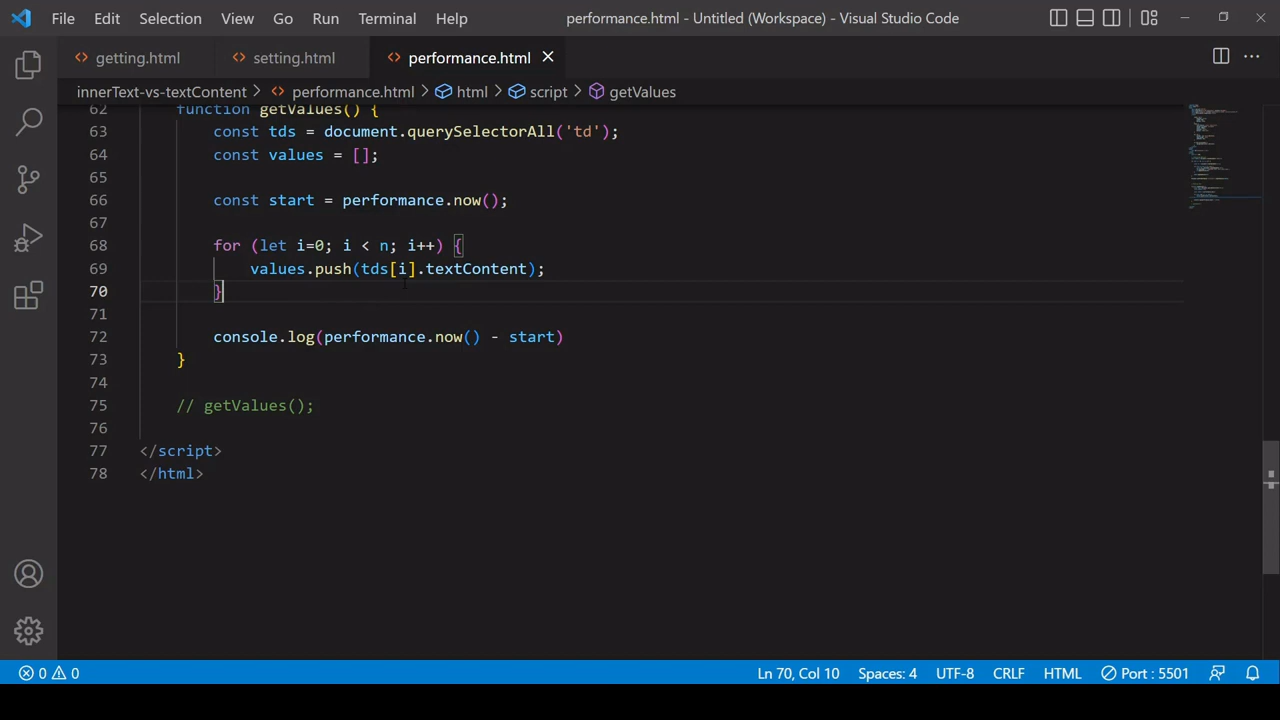 File Edit Selection View Go Run Terminal Help performance.html - Untitled (Workspace) - Visual Studio Code
getting.html setting.html performance.html
innerText-vs-textContent > performance.html > html > script > getValues
62 function getValues() {
63 const tds = document.querySelectorAll('td');
64 const values = [];
65
66 const start = performance.now();
67
68 for (let i=0; i < n; i++) {
69 values.push(tds[i].textContent);
70 }
71
72 console.log(performance.now() - start)
73 }
74
75 // getValues();
76
77 </script>
78 </html>
0 0 Ln 70, Col 10 Spaces: 4 UTF-8 CRLF HTML Port : 5501